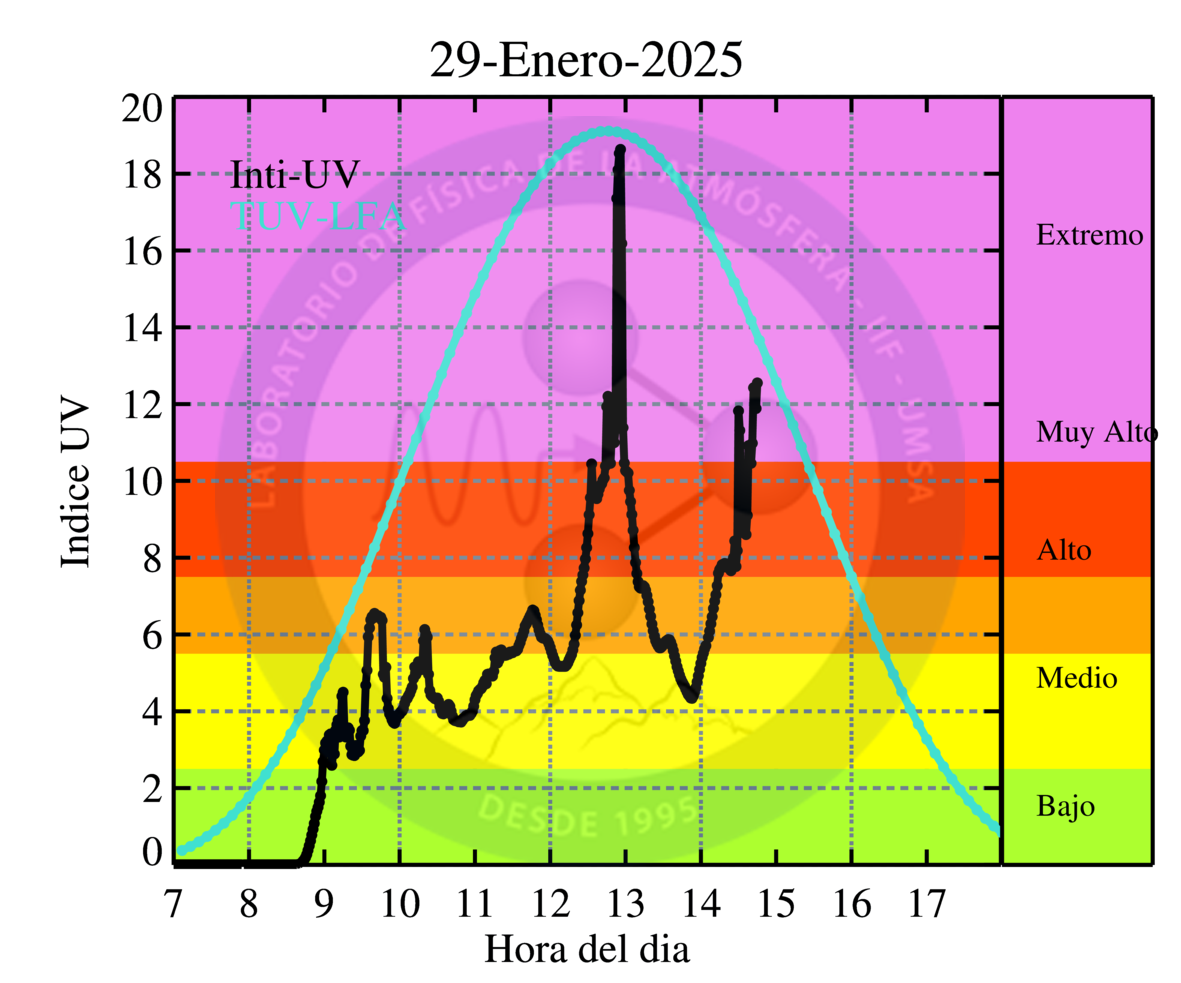 29-Enero-2025
Indice UV
20
18
16
14
12
10
8
6
4
2
0
Inti-UV
TUV-LFA
LABORATORIO DE FÍSICA DE LA ATMÓSFERA - IIF - UMSA
DESDE 1995
Extremo
Muy Alto
Alto
Medio
Bajo
7 8 9 10 11 12 13 14 15 16 17
Hora del dia